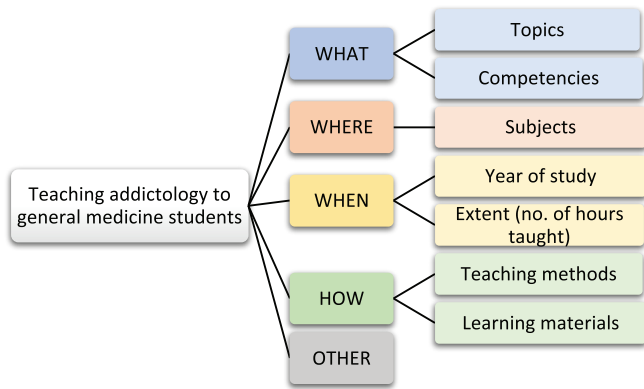 Teaching addictology to
general medicine students
WHAT
Topics
Competencies
WHERE
Subjects
WHEN
Year of study
Extent (no. of hours
taught)
HOW
Teaching methods
Learning materials
OTHER